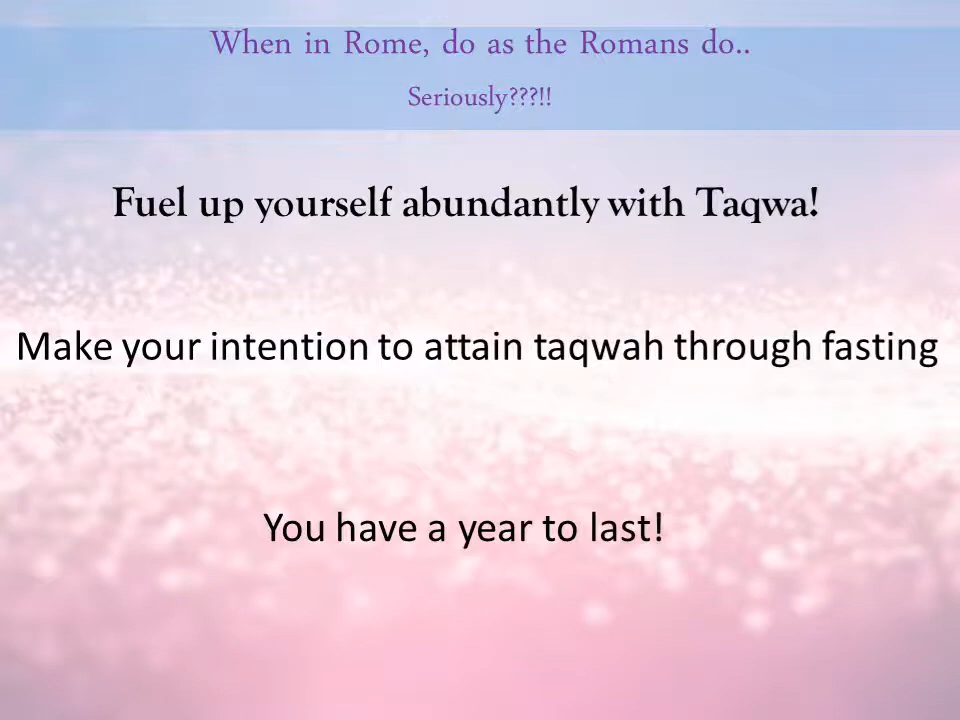 When in Rome, do as the Romans do..
Seriously???!!
Fuel up yourself abundantly with Taqwa!
Make your intention to attain taqwah through fasting
You have a year to last!